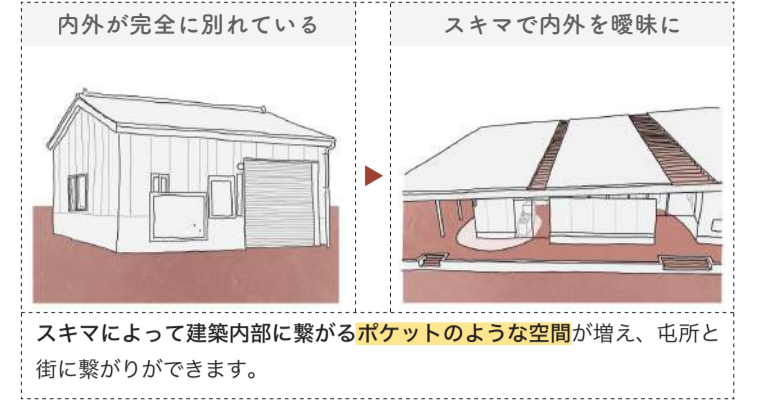 内外が完全に別れている
スキマで内外を曖昧に
スキマによって建築内部に繋がるポケットのような空間が増え、屯所と
街に繋がりができます。